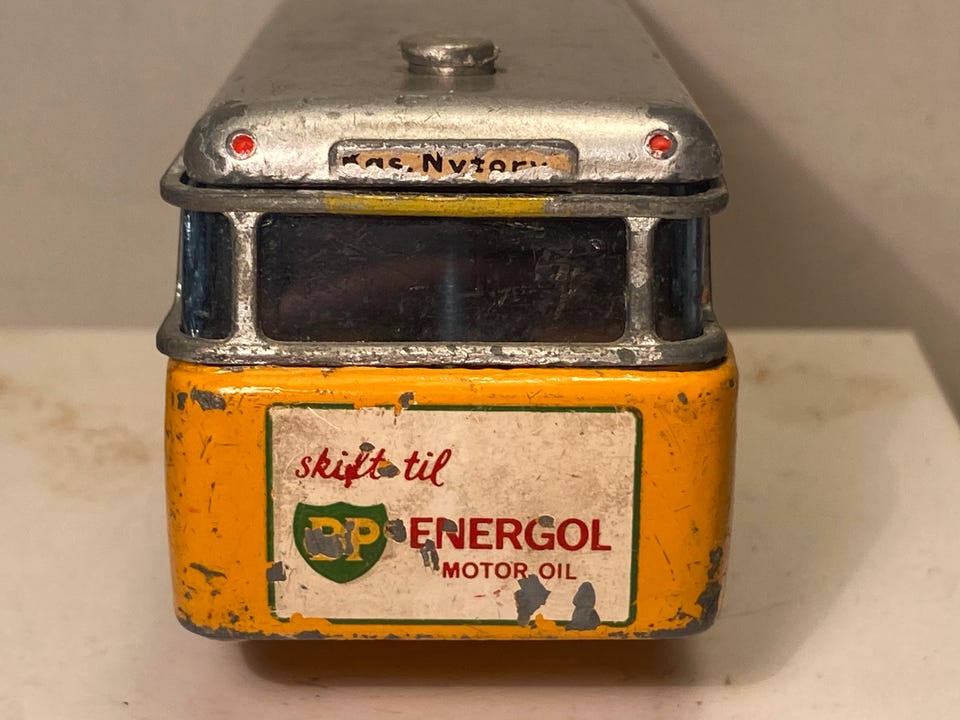 Kgs. Nytorv
skift til
BP ENERGOL
MOTOR OIL